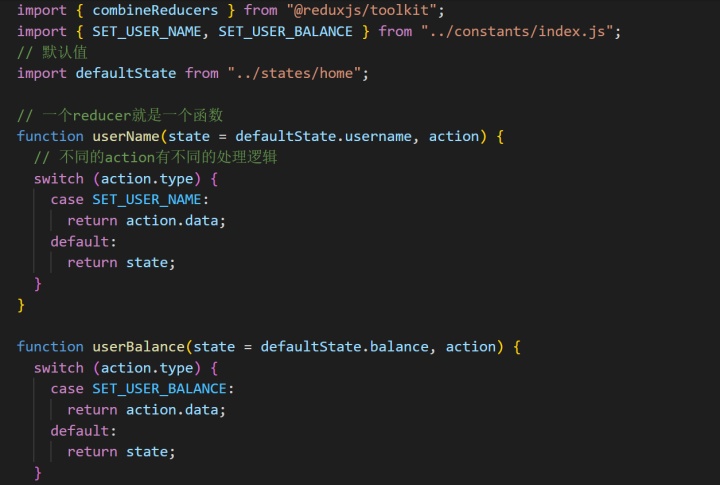 import { combineReducers } from "@reduxjs/toolkit";
import { SET_USER_NAME, SET_USER_BALANCE } from "../constants/index.js";
// 默认值
import defaultState from "../states/home";
// 一个reducer就是一个函数
function userName(state = defaultState.username, action) {
// 不同的action有不同的处理逻辑
switch (action.type) {
case SET_USER_NAME:
return action.data;
default:
return state;
}
}
function userBalance(state = defaultState.balance, action) {
switch (action.type) {
case SET_USER_BALANCE:
return action.data;
default:
return state;
}